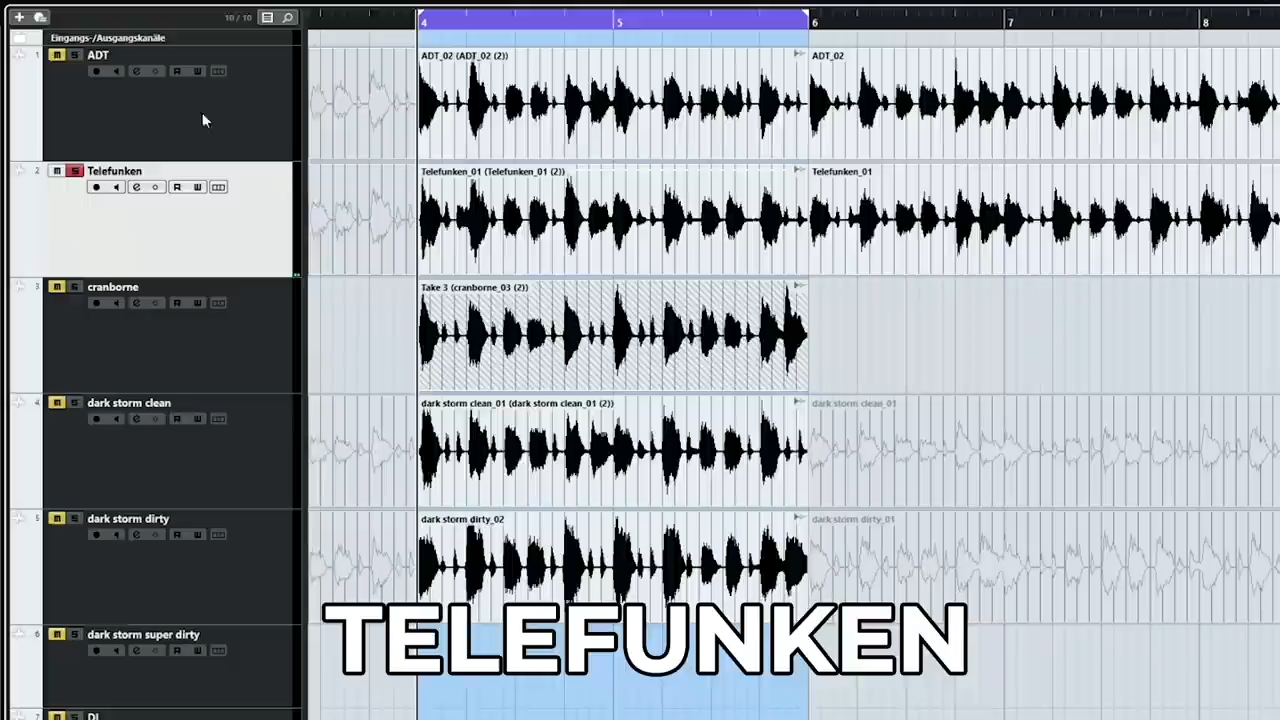 10 / 10
4 5 6 7 8
Eingangs-/Ausgangskanäle
1 M S ADT
R W
ADT_02 (ADT_02 (2)) ADT_02
2 M S Telefunken
R W
Telefunken_01 (Telefunken_01 (2)) Telefunken_01
3 M S cranborne
R W
Take 3 (cranborne_03 (2))
4 M S dark storm clean
R W
dark storm clean_01 (dark storm clean_01 (2)) dark storm clean_01
5 M S dark storm dirty
R W
dark storm dirty_02 dark storm dirty_01
TELEFUNKEN
6 M S dark storm super dirty
R W
7 DI